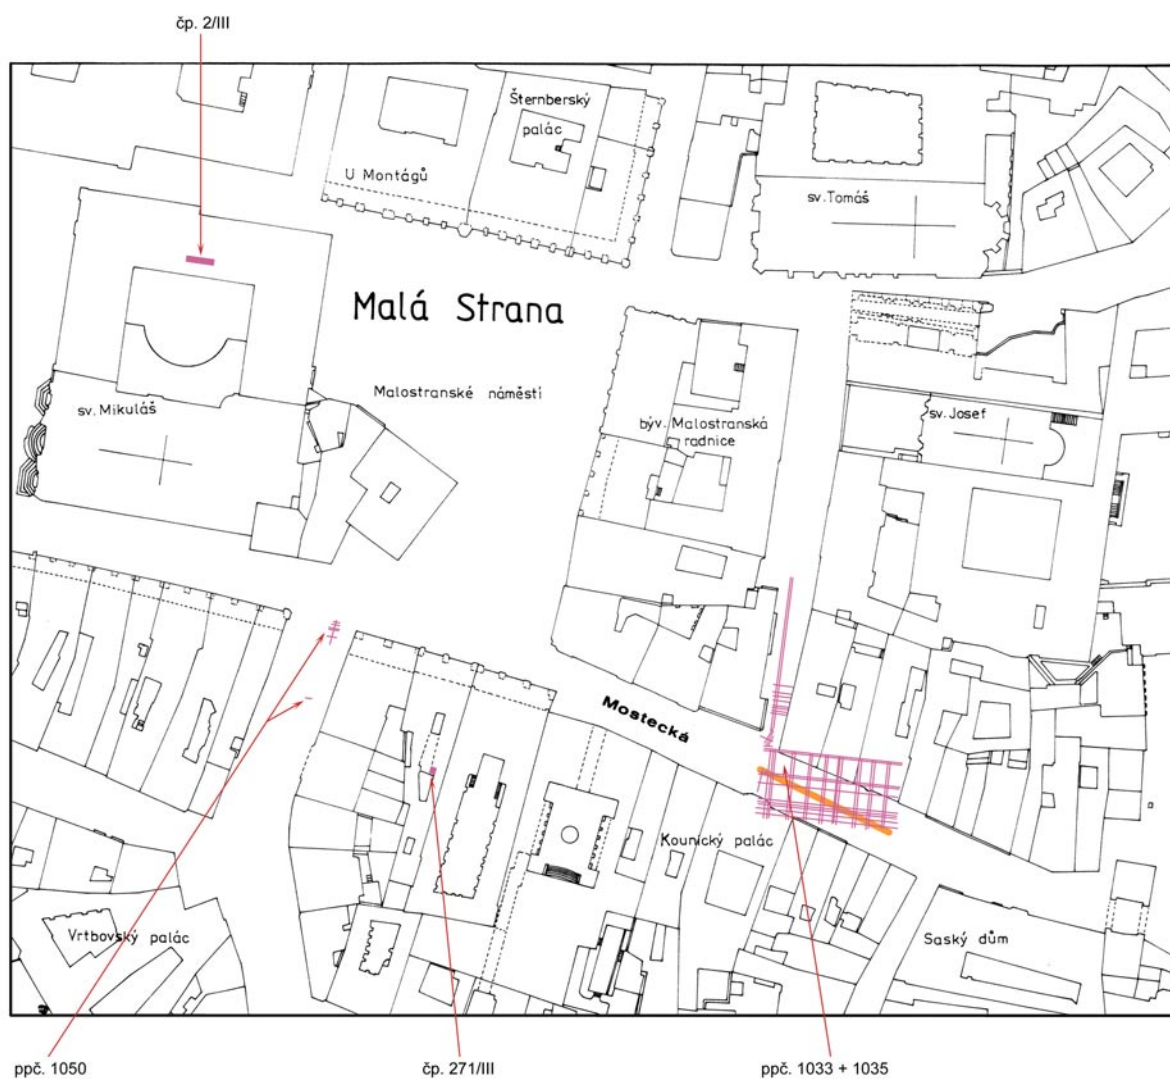 čp. 2/III
Šternberský
palác
U Montágů
sv. Tomáš
Malá Strana
Malostranské náměstí
sv. Mikuláš
býv. Malostranská
radnice
sv. Josef
Mostecká
Kounický palác
Vrtbovský palác
Saský dům
ppč. 1050
čp. 271/III
ppč. 1033 + 1035